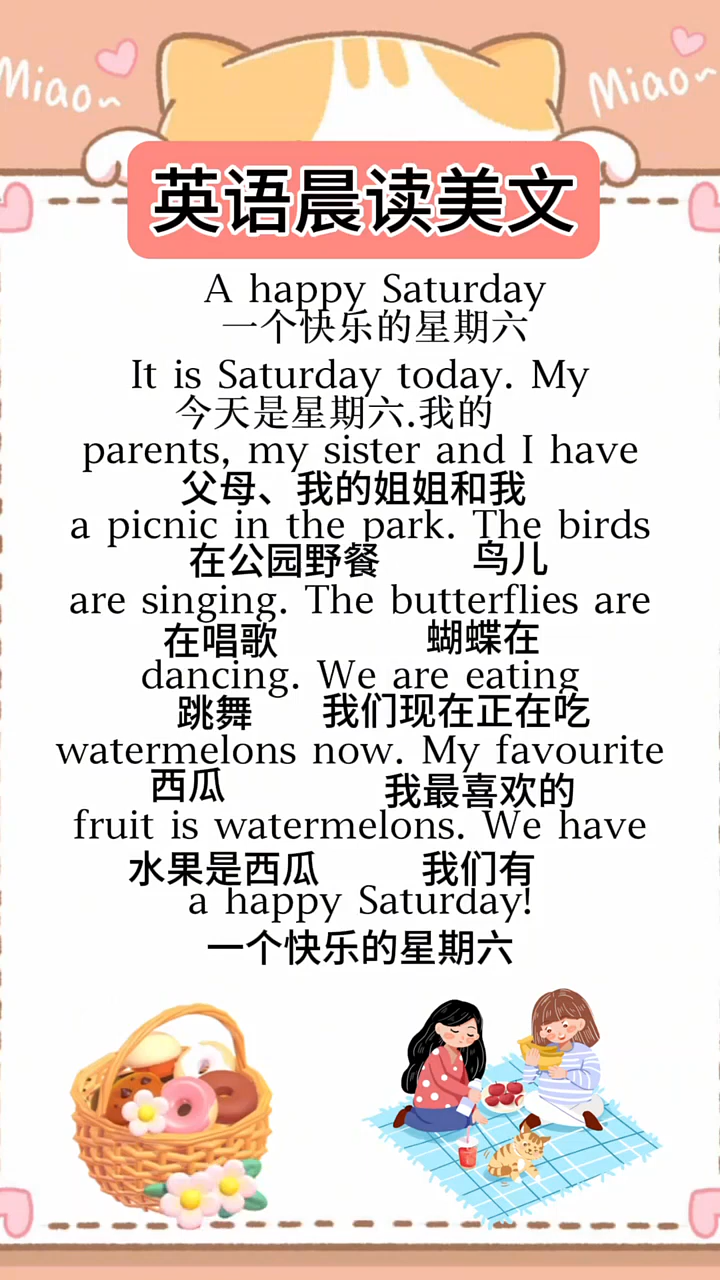 Miao~
Miao~
英语晨读美文
A happy Saturday
一个快乐的星期六
It is Saturday today. My
今天是星期六.我的
parents, my sister and I have
父母、我的姐姐和我
a picnic in the park. The birds
在公园野餐 鸟儿
are singing. The butterflies are
在唱歌 蝴蝶在
dancing. We are eating
跳舞 我们现在正在吃
watermelons now. My favourite
西瓜 我最喜欢的
fruit is watermelons. We have
水果是西瓜 我们有
a happy Saturday!
一个快乐的星期六